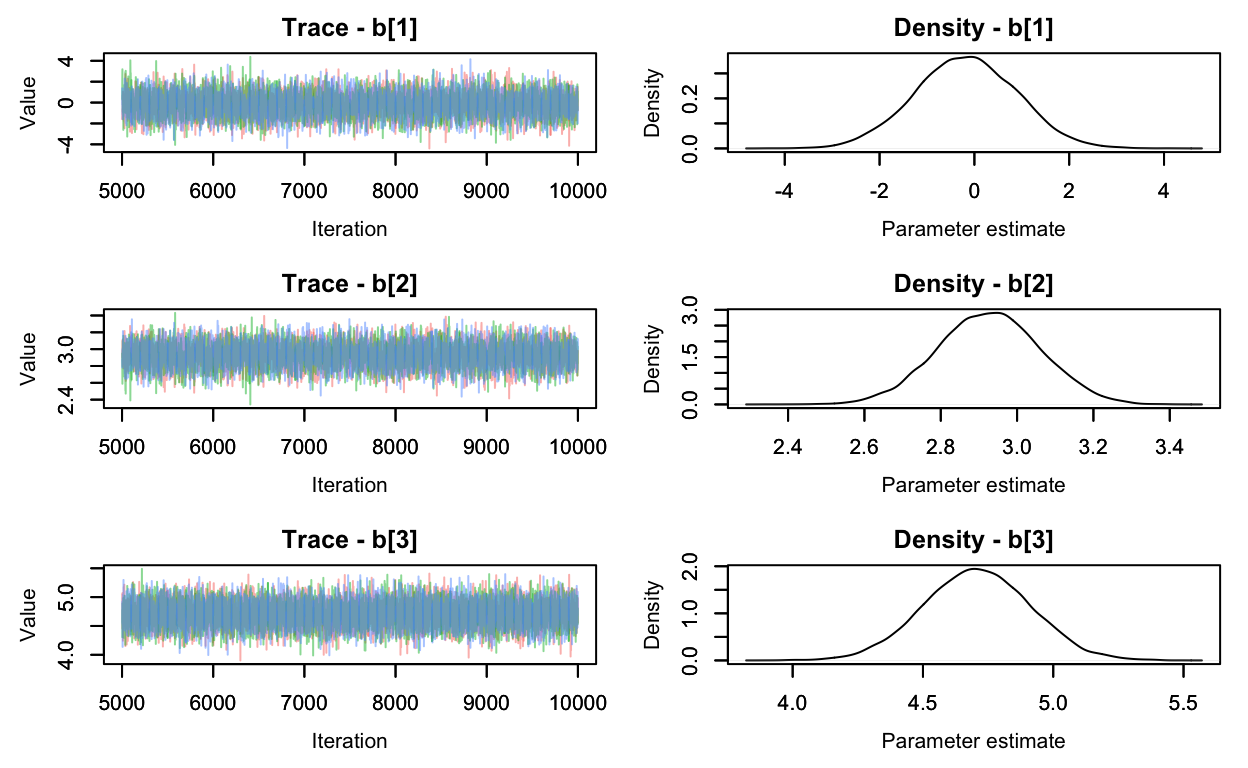 Trace - b[1]
Value
-4 0 4
5000 6000 7000 8000 9000 10000
Iteration
Density - b[1]
Density
0.0 0.2
-4 -2 0 2 4
Parameter estimate
Trace - b[2]
Value
2.4 3.0
5000 6000 7000 8000 9000 10000
Iteration
Density - b[2]
Density
0.0 1.5 3.0
2.4 2.6 2.8 3.0 3.2 3.4
Parameter estimate
Trace - b[3]
Value
4.0 5.0
5000 6000 7000 8000 9000 10000
Iteration
Density - b[3]
Density
0.0 1.0 2.0
4.0 4.5 5.0 5.5
Parameter estimate